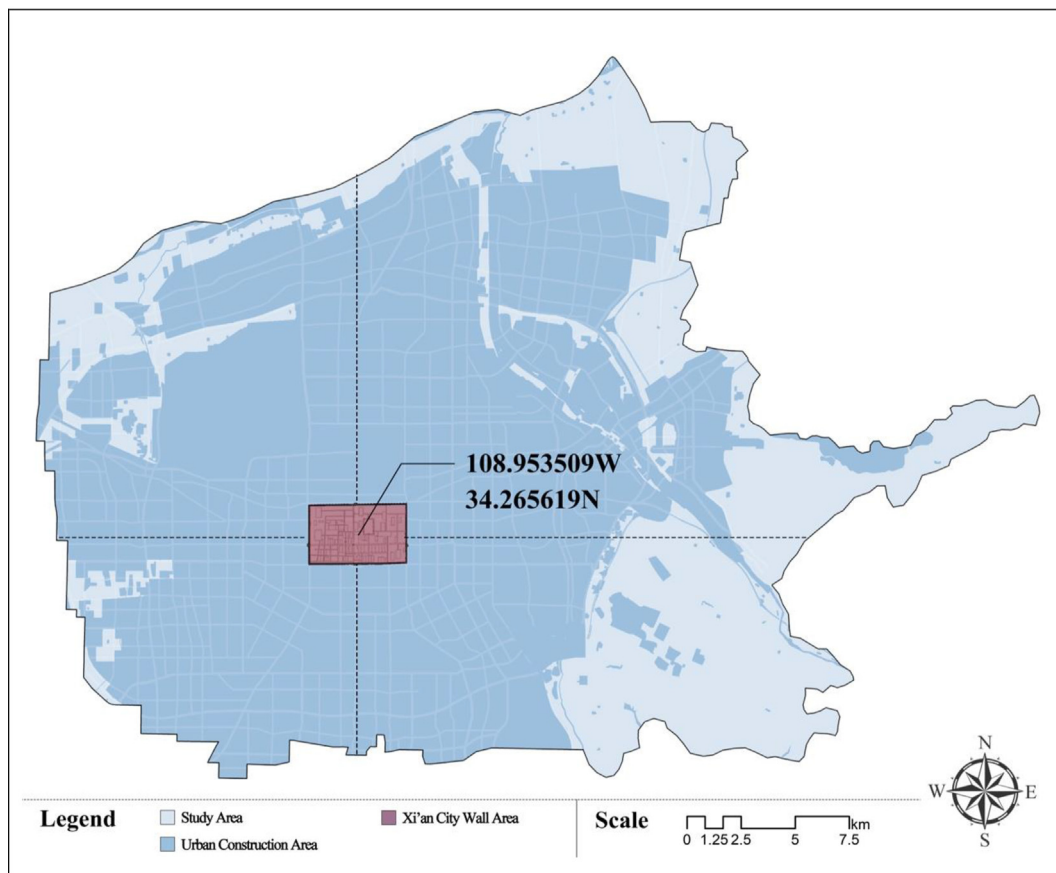 108.953509W
34.265619N
N
W E
S
Legend
Study Area
Urban Construction Area
Xi'an City Wall Area
Scale
km
0 1.25 2.5 5 7.5